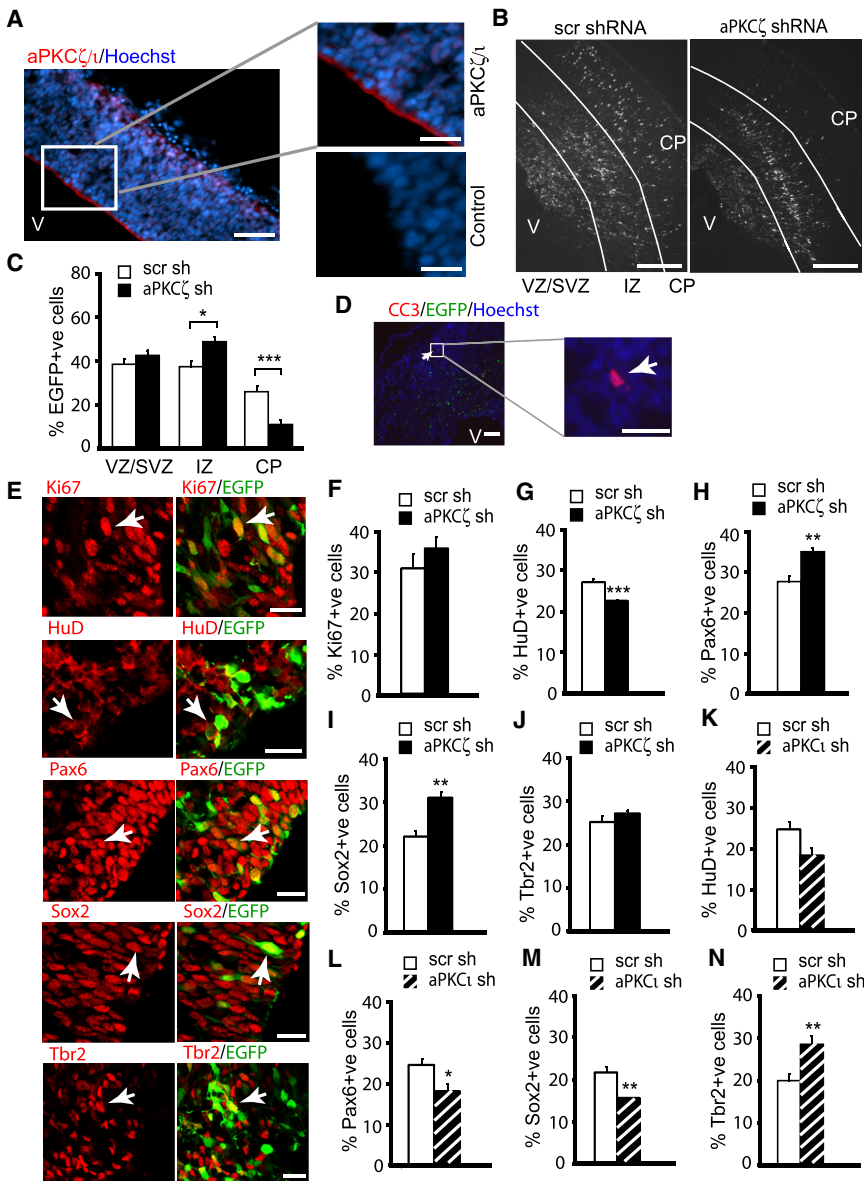 A
aPKCζ/ι/Hoechst
V
aPKCζ/ι
Control
B
scr shRNA
aPKCζ shRNA
CP
CP
V
V
VZ/SVZ
IZ
CP
C
scr sh
aPKCζ sh
% EGFP+ve cells
80
60
40
20
0
*
***
VZ/SVZ
IZ
CP
D
CC3/EGFP/Hoechst
V
E
Ki67
Ki67/EGFP
HuD
HuD/EGFP
Pax6
Pax6/EGFP
Sox2
Sox2/EGFP
Tbr2
Tbr2/EGFP
F
scr sh
aPKCζ sh
% Ki67+ve cells
40
30
20
10
0
G
scr sh
aPKCζ sh
% HuD+ve cells
40
30
20
10
0
***
H
scr sh
aPKCζ sh
% Pax6+ve cells
40
30
20
10
0
**
I
scr sh
aPKCζ sh
% Sox2+ve cells
40
30
20
10
0
**
J
scr sh
aPKCζ sh
% Tbr2+ve cells
40
30
20
10
0
K
scr sh
aPKCι sh
% HuD+ve cells
40
30
20
10
0
L
scr sh
aPKCι sh
% Pax6+ve cells
40
30
20
10
0
*
M
scr sh
aPKCι sh
% Sox2+ve cells
40
30
20
10
0
**
N
scr sh
aPKCι sh
% Tbr2+ve cells
40
30
20
10
0
**